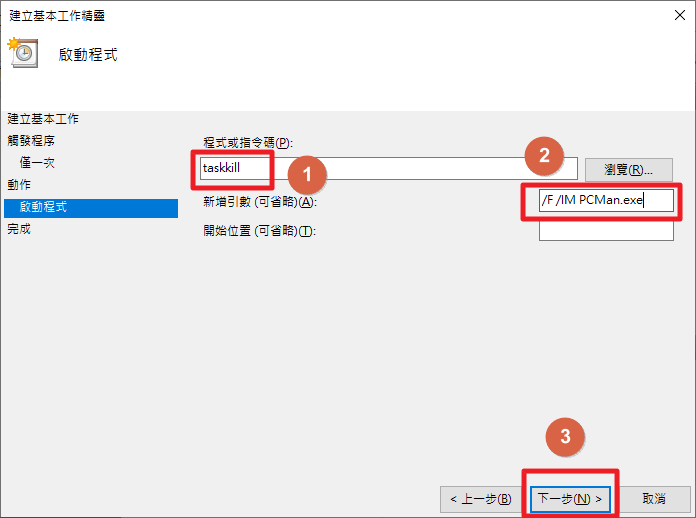 建立基本工作精靈
啟動程式
建立基本工作
觸發程序
僅一次
動作
啟動程式
完成
程式或指令碼(P):
taskkill
1
2
瀏覽(R)...
新增引數 (可省略)(A):
/F /IM PCMan.exe
開始位置 (可省略)(T):
3
< 上一步(B)
下一步(N) >
取消